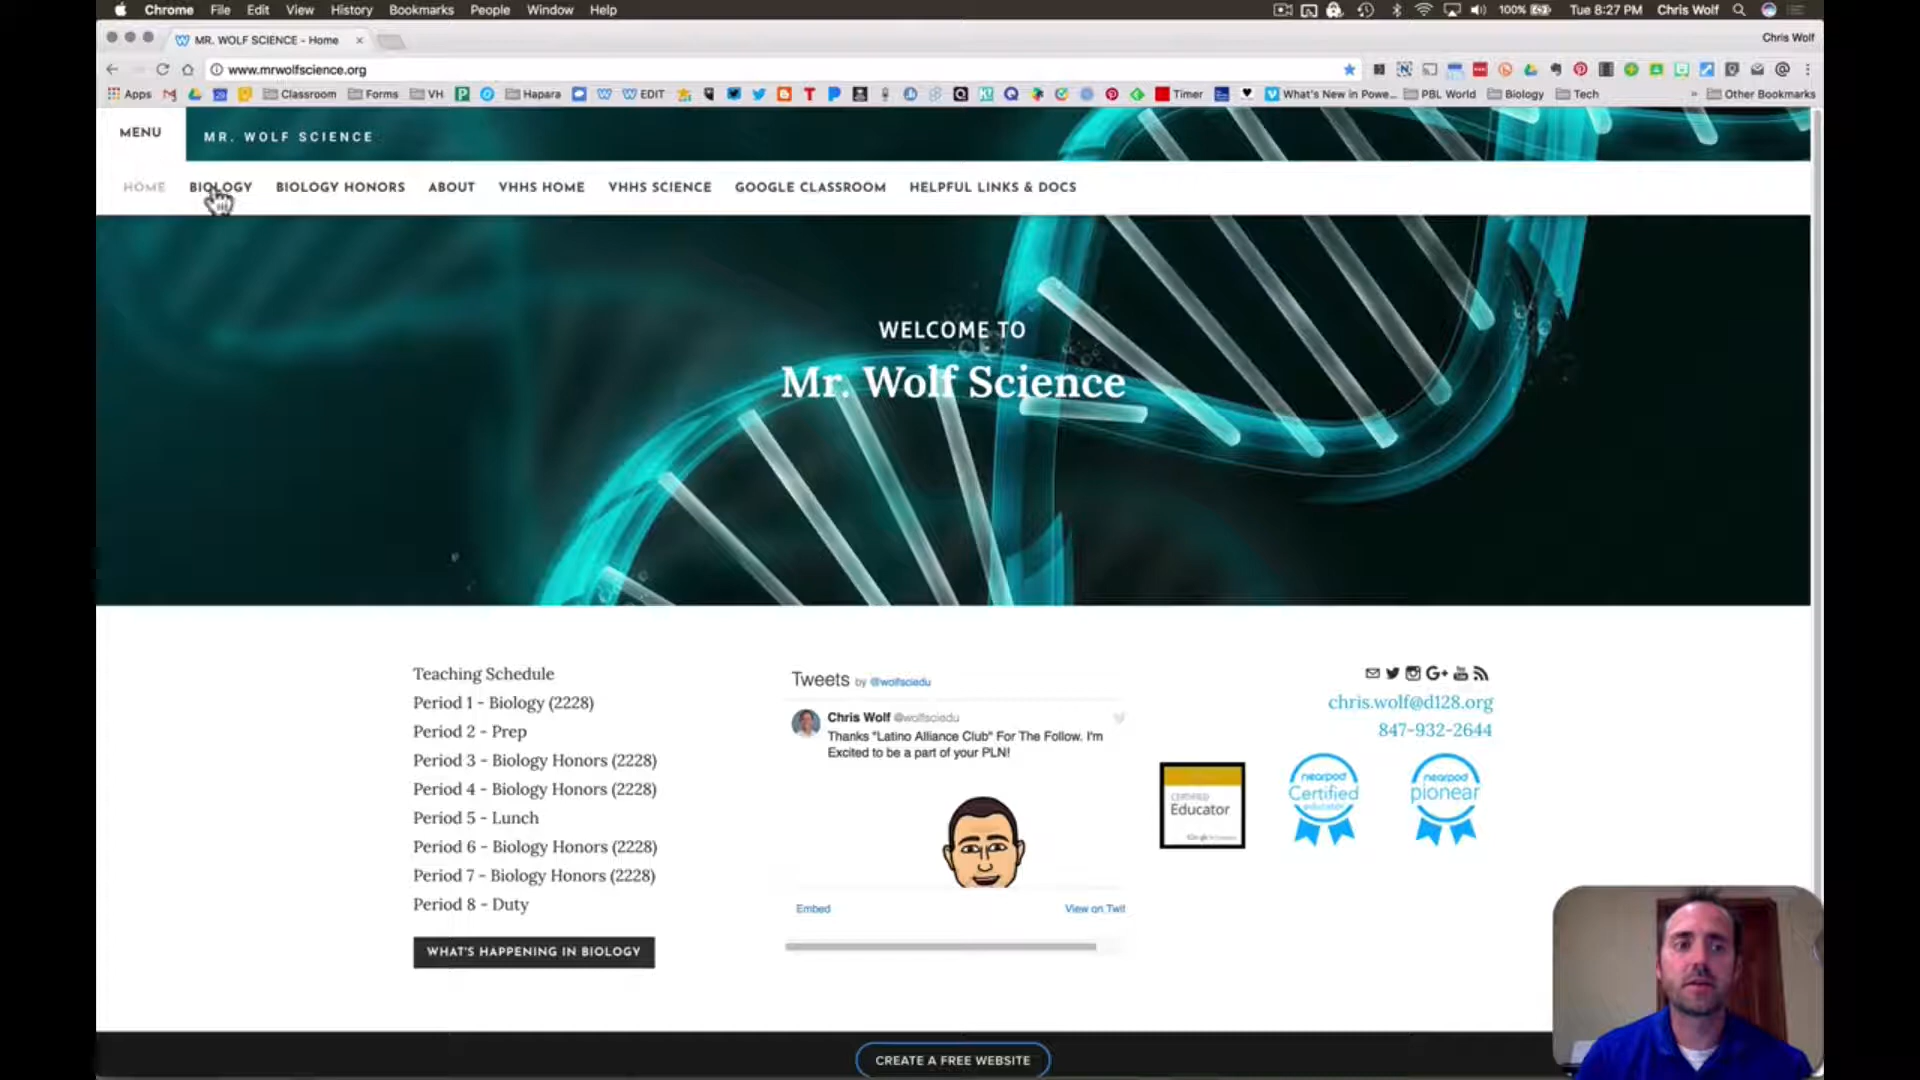 Chrome File Edit View History Bookmarks People Window Help 100% Tue 8:27 PM Chris Wolf
MR. WOLF SCIENCE - Home Chris Wolf
www.mrwolfscience.org
Apps Classroom Forms VH Hapara EDIT Timer What's New in Powe... PBL World Biology Tech » Other Bookmarks
MENU MR. WOLF SCIENCE
HOME BIOLOGY BIOLOGY HONORS ABOUT VHHS HOME VHHS SCIENCE GOOGLE CLASSROOM HELPFUL LINKS & DOCS
WELCOME TO
Mr. Wolf Science
Teaching Schedule
Period 1 - Biology (2228)
Period 2 - Prep
Period 3 - Biology Honors (2228)
Period 4 - Biology Honors (2228)
Period 5 - Lunch
Period 6 - Biology Honors (2228)
Period 7 - Biology Honors (2228)
Period 8 - Duty
WHAT'S HAPPENING IN BIOLOGY
Tweets by @wolfsciedu
Chris Wolf @wolfsciedu
Thanks "Latino Alliance Club" For The Follow. I'm
Excited to be a part of your PLN!
Embed View on Twit
chris.wolf@d128.org
847-932-2644
CERTIFIED
Educator
nearpod
Certified
educator
nearpod
pionear
CREATE A FREE WEBSITE